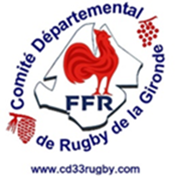 Comité Départemental
FFR
de Rugby de la Gironde
www.cd33rugby.com